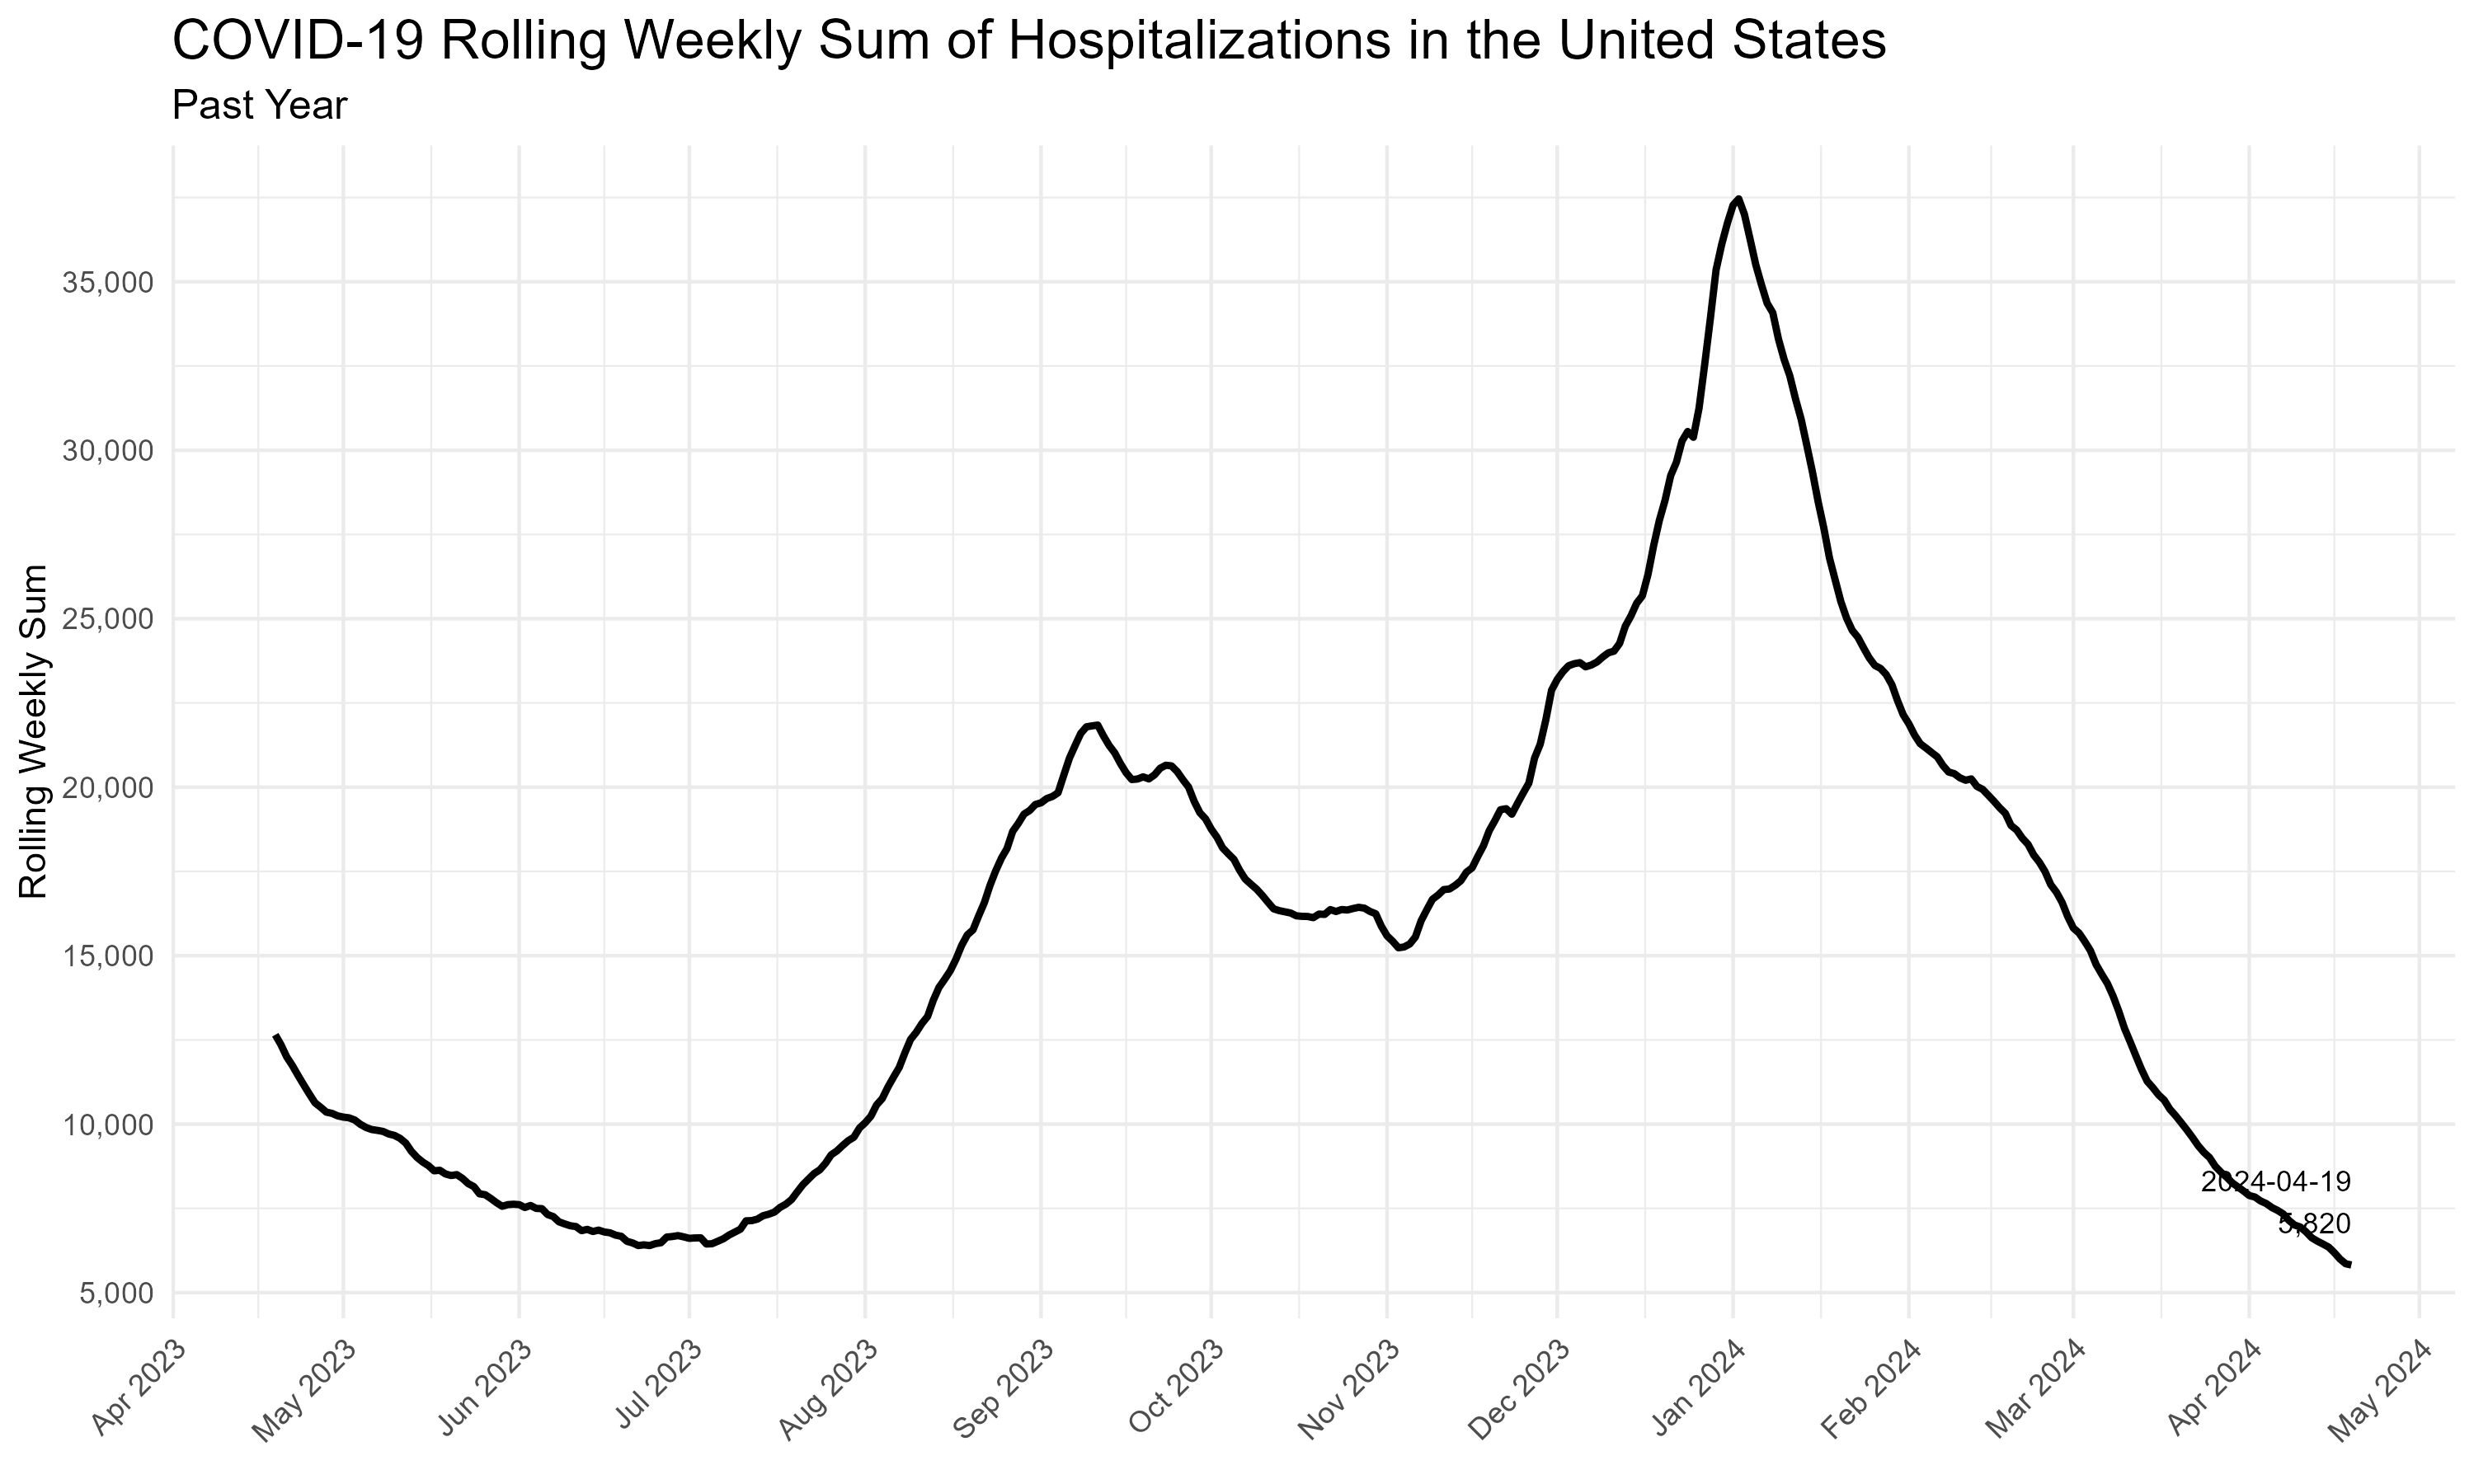 COVID-19 Rolling Weekly Sum of Hospitalizations in the United States
Past Year
Rolling Weekly Sum
35,000
30,000
25,000
20,000
15,000
10,000
5,000
2024-04-19
5,820
Apr 2023
May 2023
Jun 2023
Jul 2023
Aug 2023
Sep 2023
Oct 2023
Nov 2023
Dec 2023
Jan 2024
Feb 2024
Mar 2024
Apr 2024
May 2024